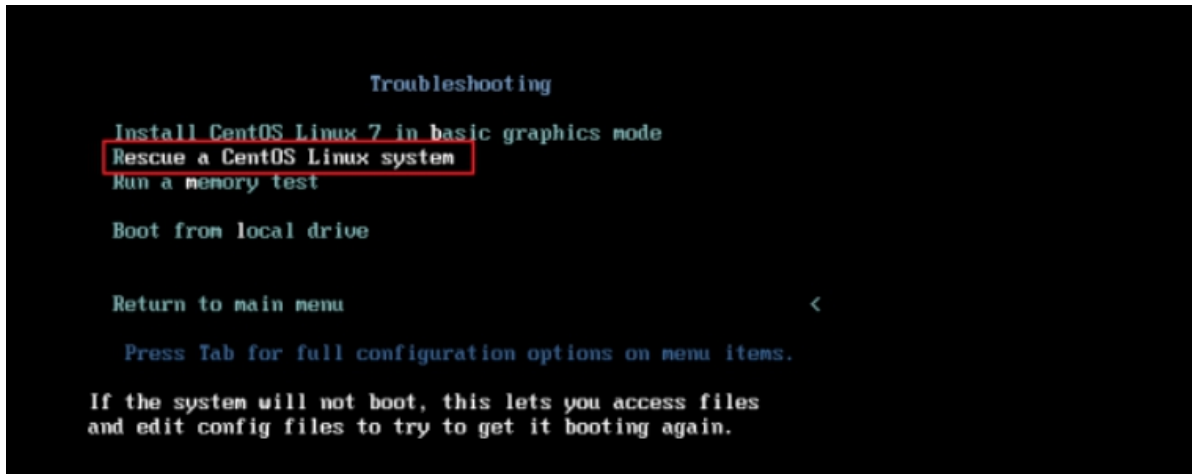 Troubleshooting
Install CentOS Linux 7 in basic graphics mode
Rescue a CentOS Linux system
Run a memory test
Boot from local drive
Return to main menu <
Press Tab for full configuration options on menu items.
If the system will not boot, this lets you access files
and edit config files to try to get it booting again.